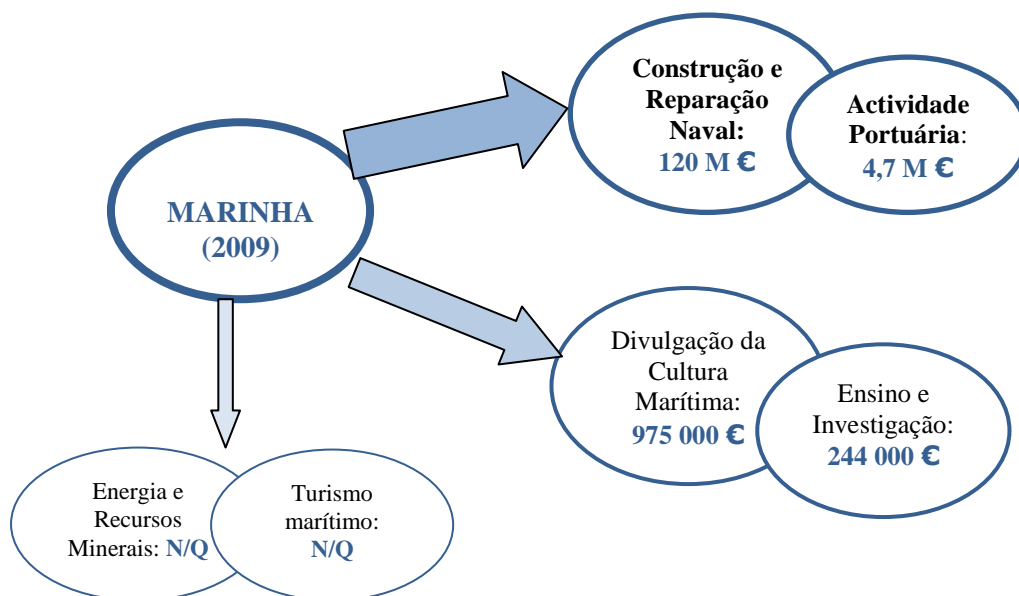 Construção e
Reparação
Naval:
120 M €
Actividade
Portuária:
4,7 M €
MARINHA
(2009)
Divulgação da
Cultura
Marítima:
975 000 €
Ensino e
Investigação:
244 000 €
Energia e
Recursos
Minerais: N/Q
Turismo
marítimo:
N/Q